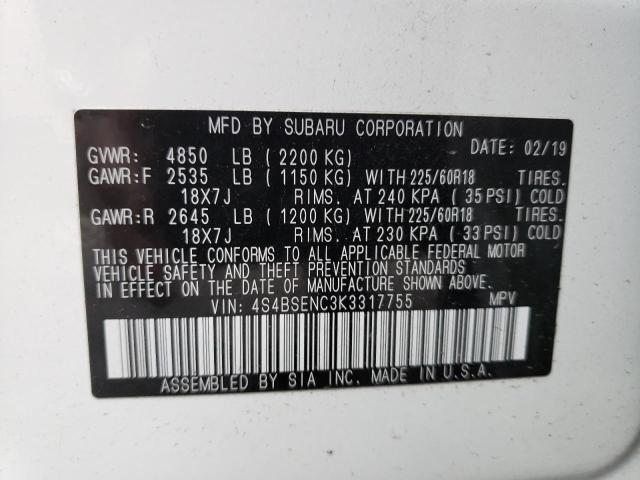 MFD BY SUBARU CORPORATION
DATE: 02/19
GVWR: 4850 LB ( 2200 KG)
GAWR:F 2535 LB ( 1150 KG) WITH 225/60R18 TIRES.
18X7J RIMS. AT 240 KPA ( 35 PSI) COLD
GAWR:R 2645 LB ( 1200 KG) WITH 225/60R18 TIRES.
18X7J RIMS. AT 230 KPA ( 33 PSI) COLD
THIS VEHICLE CONFORMS TO ALL APPLICABLE FEDERAL MOTOR
VEHICLE SAFETY AND THEFT PREVENTION STANDARDS
IN EFFECT ON THE DATE OF MANUFACTURE SHOWN ABOVE.
VIN: 4S4BSENC3K3317755 MPV
ASSEMBLED BY SIA INC. MADE IN U.S.A.